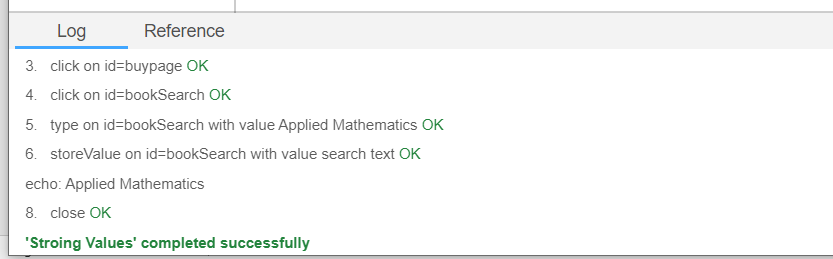 Log Reference
3. click on id=buypage OK
4. click on id=bookSearch OK
5. type on id=bookSearch with value Applied Mathematics OK
6. storeValue on id=bookSearch with value search text OK
echo: Applied Mathematics
8. close OK
'Stroing Values' completed successfully